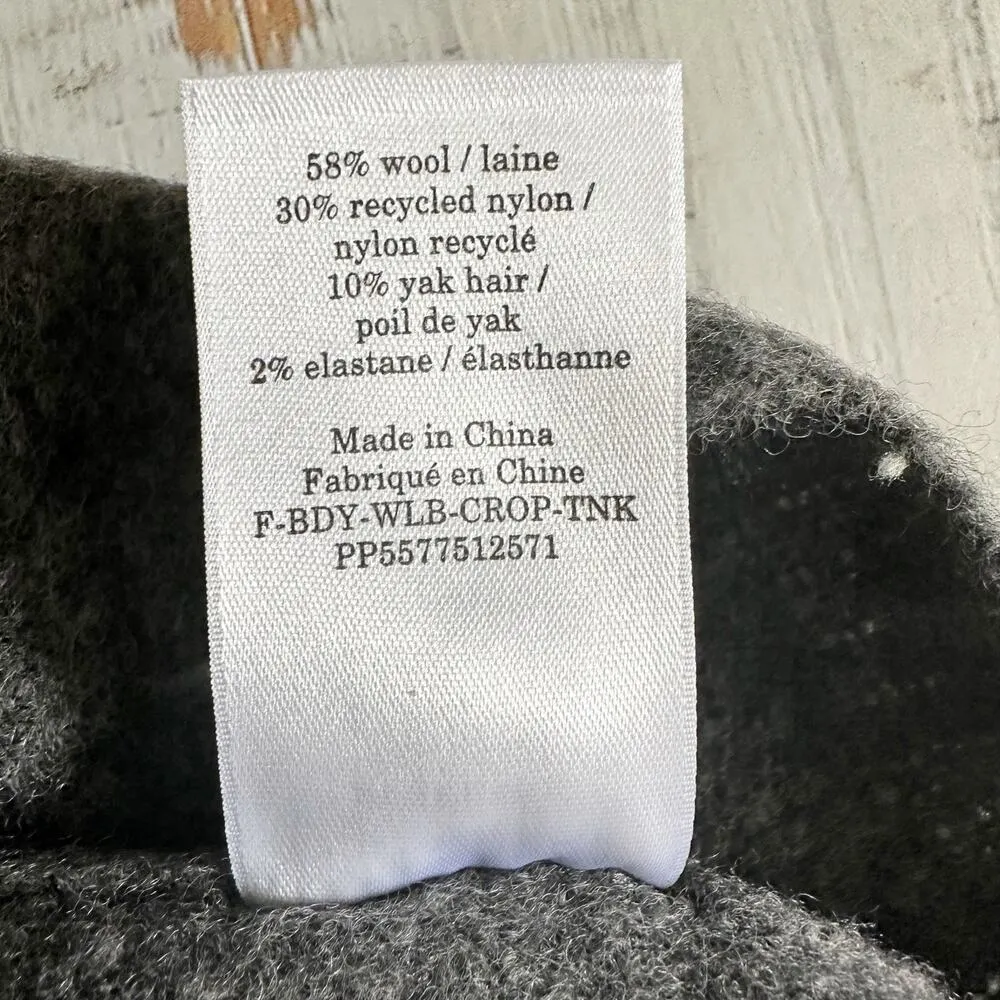 58% wool / laine
30% recycled nylon /
nylon recyclé
10% yak hair /
poil de yak
2% elastane / élasthanne
Made in China
Fabriqué en Chine
F-BDY-WLB-CROP-TNK
PP5577512571